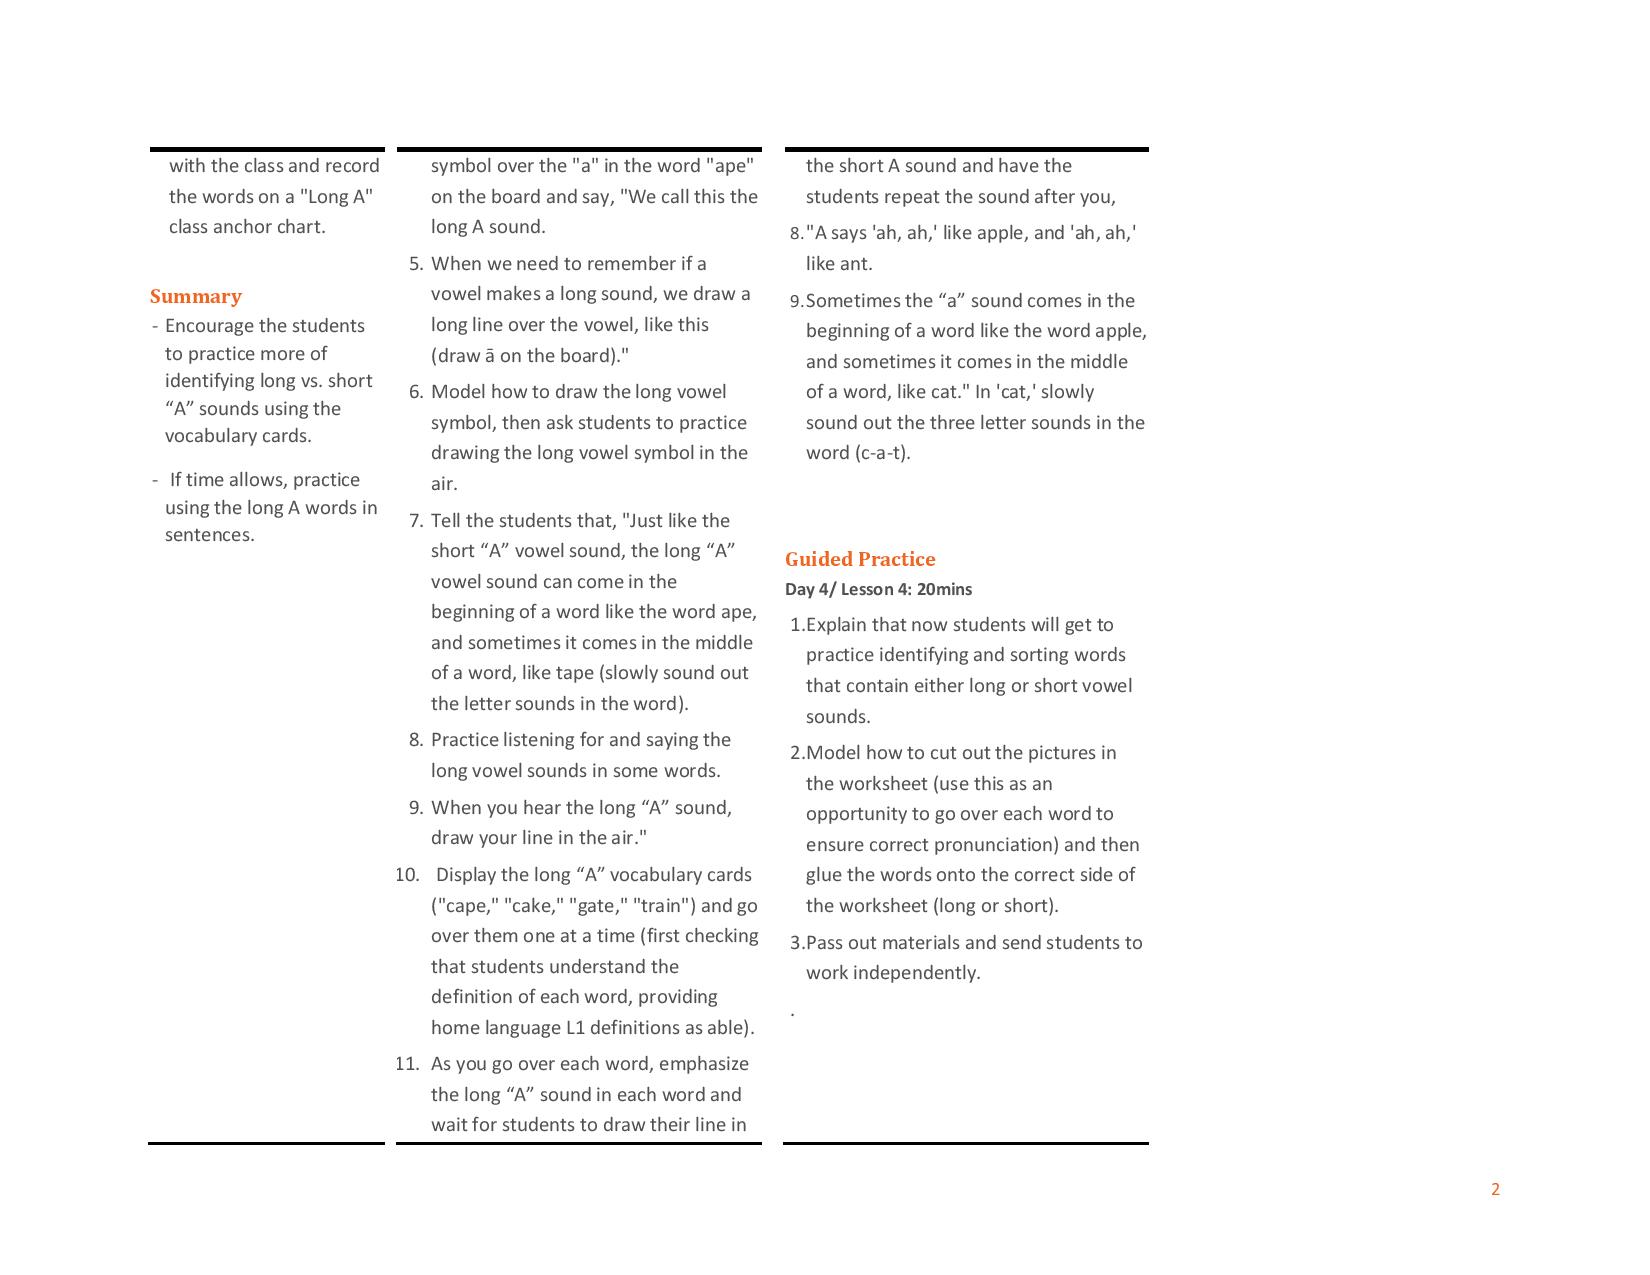 with the class and record
the words on a "Long A"
class anchor chart.
Summary
- Encourage the students
to practice more of
identifying long vs. short
“A” sounds using the
vocabulary cards.
- If time allows, practice
using the long A words in
sentences.
symbol over the "a" in the word "ape"
on the board and say, "We call this the
long A sound.
5. When we need to remember if a
vowel makes a long sound, we draw a
long line over the vowel, like this
(draw ā on the board)."
6. Model how to draw the long vowel
symbol, then ask students to practice
drawing the long vowel symbol in the
air.
7. Tell the students that, "Just like the
short “A” vowel sound, the long “A”
vowel sound can come in the
beginning of a word like the word ape,
and sometimes it comes in the middle
of a word, like tape (slowly sound out
the letter sounds in the word).
8. Practice listening for and saying the
long vowel sounds in some words.
9. When you hear the long “A” sound,
draw your line in the air."
10. Display the long “A” vocabulary cards
("cape," "cake," "gate," "train") and go
over them one at a time (first checking
that students understand the
definition of each word, providing
home language L1 definitions as able).
11. As you go over each word, emphasize
the long “A” sound in each word and
wait for students to draw their line in
the short A sound and have the
students repeat the sound after you,
8."A says 'ah, ah,' like apple, and 'ah, ah,'
like ant.
9.Sometimes the “a” sound comes in the
beginning of a word like the word apple,
and sometimes it comes in the middle
of a word, like cat." In 'cat,' slowly
sound out the three letter sounds in the
word (c-a-t).
Guided Practice
Day 4/ Lesson 4: 20mins
1.Explain that now students will get to
practice identifying and sorting words
that contain either long or short vowel
sounds.
2.Model how to cut out the pictures in
the worksheet (use this as an
opportunity to go over each word to
ensure correct pronunciation) and then
glue the words onto the correct side of
the worksheet (long or short).
3.Pass out materials and send students to
work independently.
.
2